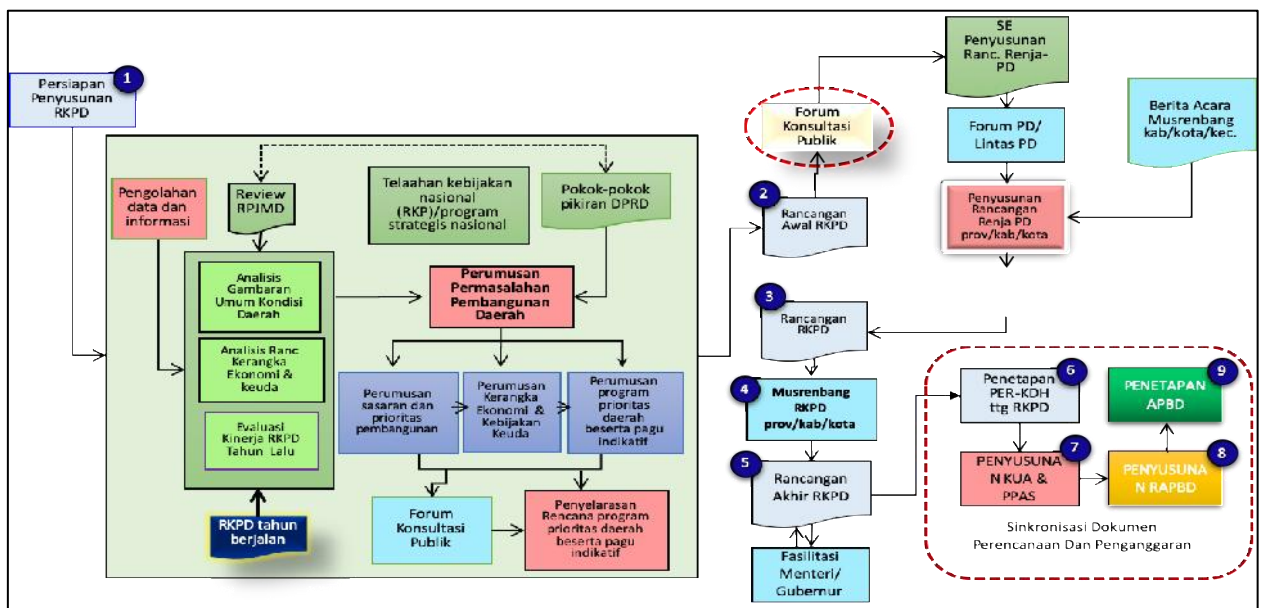 1
Persiapan
Penyusunan
RKPD
Pengolahan
data dan
informasi
Review
RPJMD
Telaahan kebijakan
nasional
(RKP)/program
strategis nasional
Pokok-pokok
pikiran DPRD
Analisis
Gambaran
Umum Kondisi
Daerah
Analisis Ranc
Kerangka
Ekonomi &
keuda
Evaluasi
Kinerja RKPD
Tahun Lalu
RKPD tahun
berjalan
Perumusan
Permasalahan
Pembangunan
Daerah
Perumusan
sasaran dan
prioritas
pembangunan
Perumusan
Kerangka
Ekonomi &
Kebijakan
Keuda
Perumusan
program
prioritas
daerah
beserta pagu
indikatif
Forum
Konsultasi
Publik
Penyelarasan
Rencana program
prioritas daerah
beserta pagu
indikatif
2
Rancangan
Awal RKPD
Forum
Konsultasi
Publik
SE
Penyusunan
Ranc. Renja-
PD
Forum PD/
Lintas PD
Berita Acara
Musrenbang
kab/kota/kec.
Penyusunan
Rancangan
Renja PD
prov/kab/kota
3
Rancangan
RKPD
4
Musrenbang
RKPD
prov/kab/kota
5
Rancangan
Akhir RKPD
Fasilitasi
Menteri/
Gubernur
6
Penetapan
PER-KDH
ttg RKPD
7
PENYUSUNA
N KUA &
PPAS
8
PENYUSUNA
N RAPBD
9
PENETAPAN
APBD
Sinkronisasi Dokumen
Perencanaan Dan Penganggaran